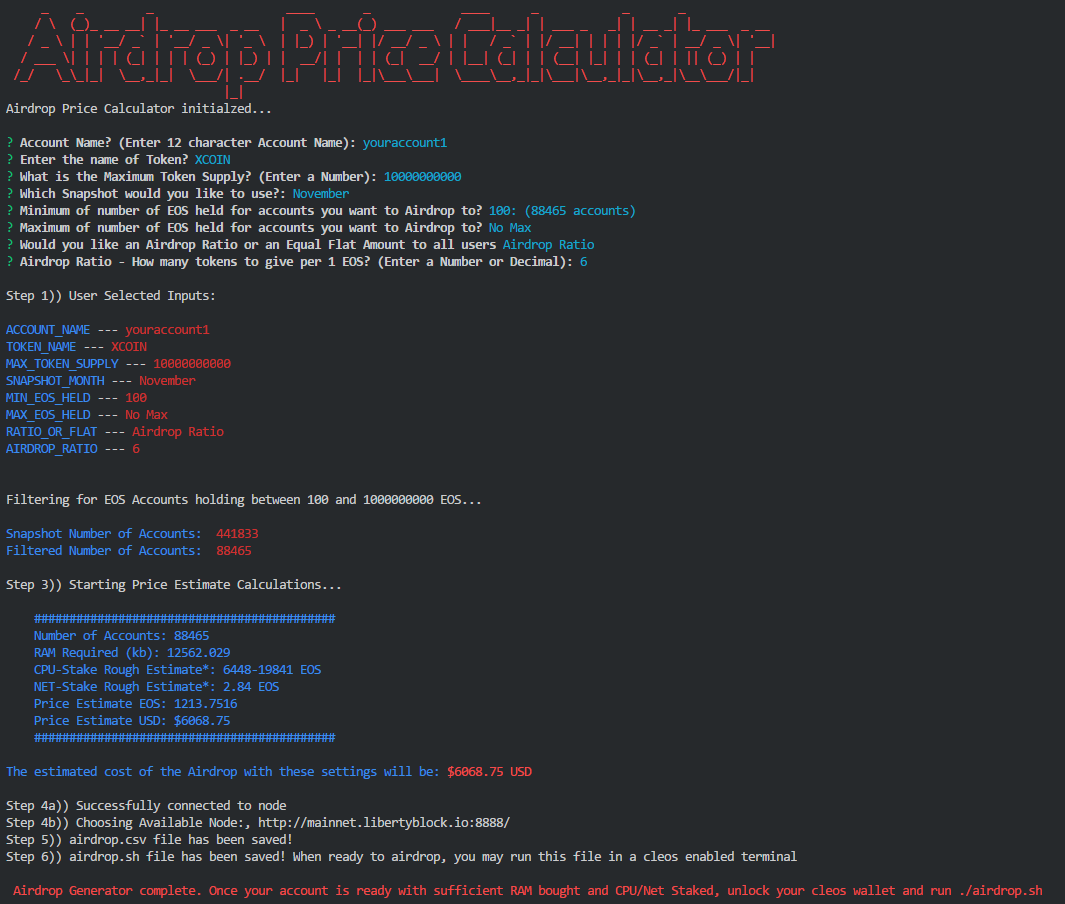 Airdrop Price Calculator
Airdrop Price Calculator initialzed...
? Account Name? (Enter 12 character Account Name): youraccount1
? Enter the name of Token? XCOIN
? What is the Maximum Token Supply? (Enter a Number): 10000000000
? Which Snapshot would you like to use?: November
? Minimum of number of EOS held for accounts you want to Airdrop to? 100: (88465 accounts)
? Maximum of number of EOS held for accounts you want to Airdrop to? No Max
? Would you like an Airdrop Ratio or an Equal Flat Amount to all users Airdrop Ratio
? Airdrop Ratio - How many tokens to give per 1 EOS? (Enter a Number or Decimal): 6
Step 1)) User Selected Inputs:
ACCOUNT_NAME --- youraccount1
TOKEN_NAME --- XCOIN
MAX_TOKEN_SUPPLY --- 10000000000
SNAPSHOT_MONTH --- November
MIN_EOS_HELD --- 100
MAX_EOS_HELD --- No Max
RATIO_OR_FLAT --- Airdrop Ratio
AIRDROP_RATIO --- 6
Filtering for EOS Accounts holding between 100 and 1000000000 EOS...
Snapshot Number of Accounts: 441833
Filtered Number of Accounts: 88465
Step 3)) Starting Price Estimate Calculations...
###########################################
Number of Accounts: 88465
RAM Required (kb): 12562.029
CPU-Stake Rough Estimate*: 6448-19841 EOS
NET-Stake Rough Estimate*: 2.84 EOS
Price Estimate EOS: 1213.7516
Price Estimate USD: $6068.75
###########################################
The estimated cost of the Airdrop with these settings will be: $6068.75 USD
Step 4a)) Successfully connected to node
Step 4b)) Choosing Available Node:, http://mainnet.libertyblock.io:8888/
Step 5)) airdrop.csv file has been saved!
Step 6)) airdrop.sh file has been saved! When ready to airdrop, you may run this file in a cleos enabled terminal
Airdrop Generator complete. Once your account is ready with sufficient RAM bought and CPU/Net Staked, unlock your cleos wallet and run ./airdrop.sh